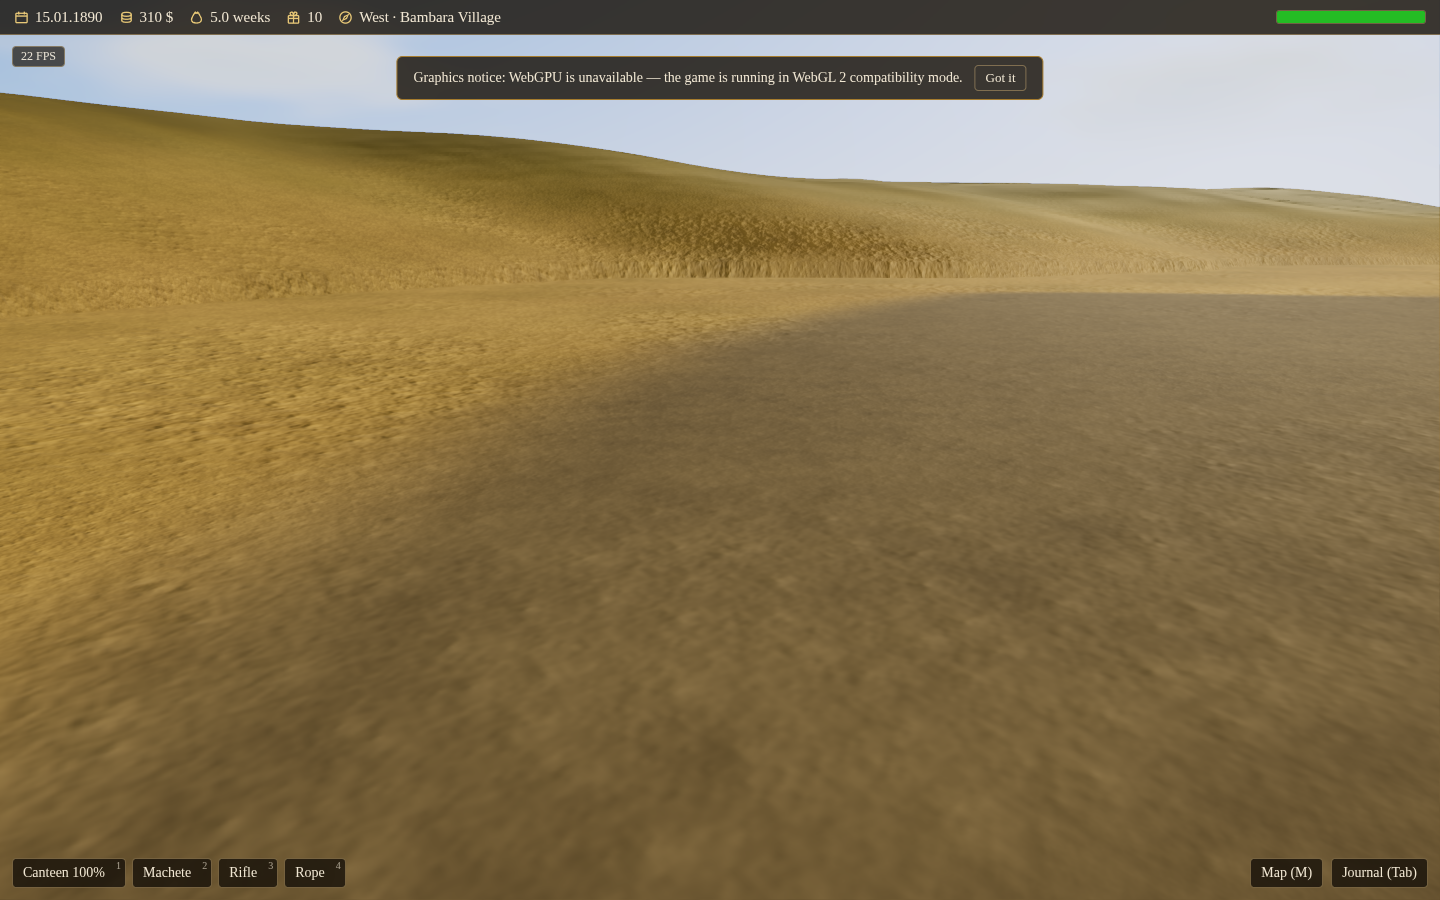 15.01.1890 310 $ 5.0 weeks 10 West · Bambara Village
22 FPS
Graphics notice: WebGPU is unavailable — the game is running in WebGL 2 compatibility mode. Got it
Canteen 100% 1 Machete 2 Rifle 3 Rope 4 Map (M) Journal (Tab)